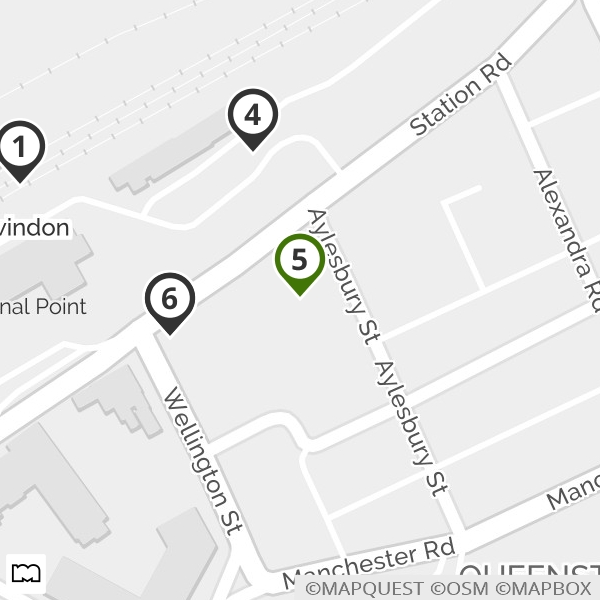 4
Station Rd
1
Alexandra Rd
vindon
Aylesbury St
5
nal Point
6
Aylesbury St
Wellington St
Manc
Manchester Rd
QUEENST
©MAPQUEST ©OSM ©MAPBOX